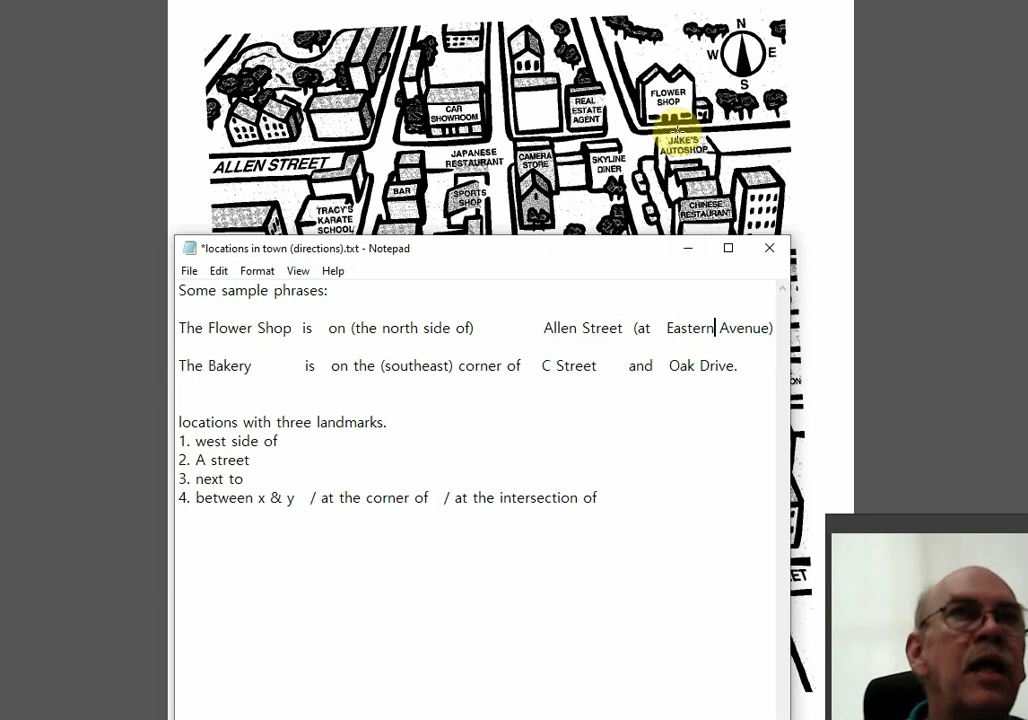 N
W E
S
FLOWER
SHOP
CAR
SHOWROOM
REAL
ESTATE
AGENT
JAKE'S
AUTOSHOP
ALLEN STREET
JAPANESE
RESTAURANT
CAMERA
STORE
SKYLINE
DINER
BAR
SPORTS
SHOP
TRACY'S
KARATE
SCHOOL
CHINESE
RESTAURANT
*locations in town (directions).txt - Notepad
File Edit Format View Help
Some sample phrases:
The Flower Shop is on (the north side of) Allen Street (at Eastern Avenue)
The Bakery is on the (southeast) corner of C Street and Oak Drive.
locations with three landmarks.
1. west side of
2. A street
3. next to
4. between x & y / at the corner of / at the intersection of
ON
ET